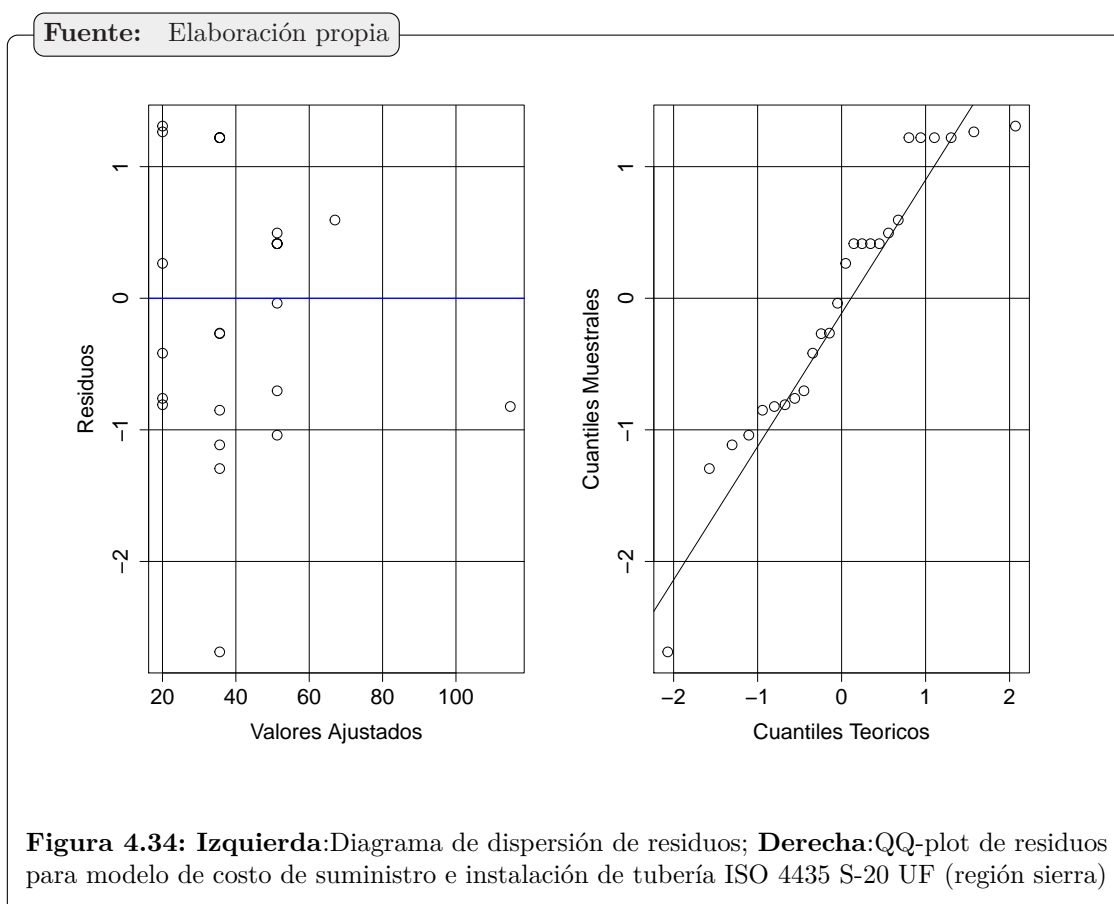 Fuente: Elaboración propia
1
0
−1
−2
Residuos
20 40 60 80 100
Valores Ajustados
1
0
−1
−2
Cuantiles Muestrales
−2 −1 0 1 2
Cuantiles Teoricos
Figura 4.34: Izquierda:Diagrama de dispersión de residuos; Derecha:QQ-plot de residuos
para modelo de costo de suministro e instalación de tubería ISO 4435 S-20 UF (región sierra)